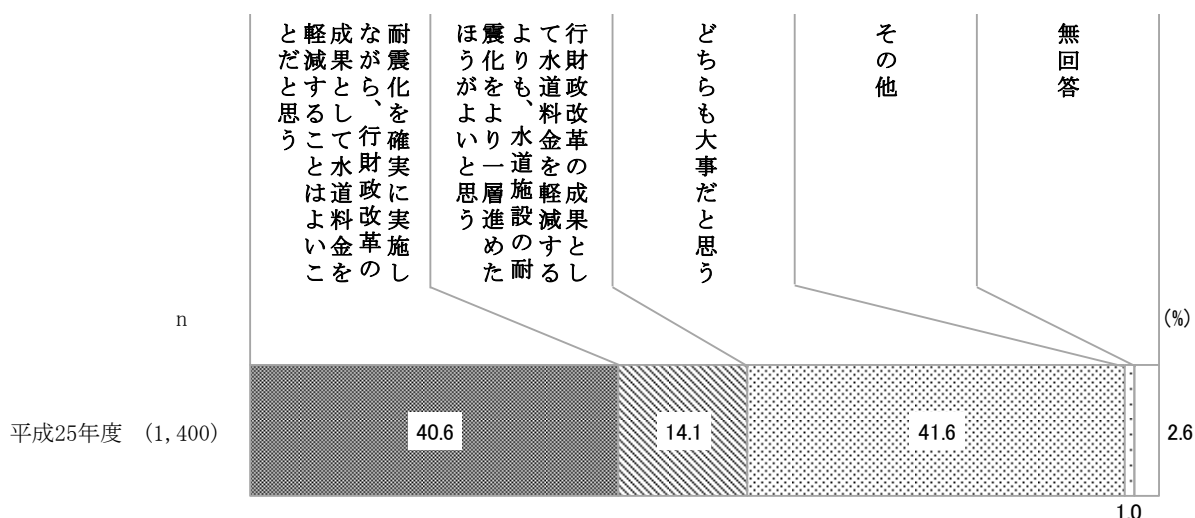 耐震化を確実に実施し
ながら、行財政改革の
成果として水道料金を
軽減することはよいこ
とだと思う
行財政改革の成果とし
て水道料金を軽減する
よりも、水道施設の耐
震化をより一層進めた
ほうがよいと思う
どちらも大事だと思う
その他
無回答
n
(%)
平成25年度 (1,400)
40.6
14.1
41.6
2.6
1.0